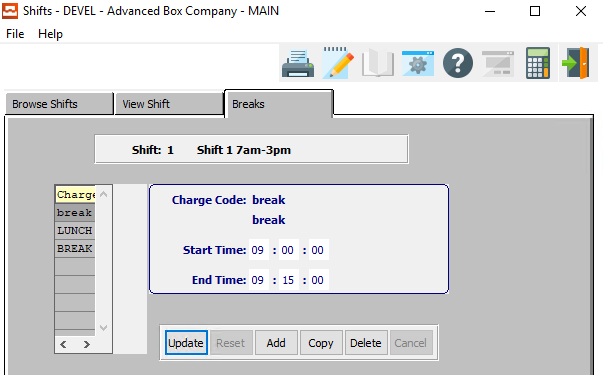 Shifts - DEVEL - Advanced Box Company - MAIN
File Help
Browse Shifts View Shift Breaks
Shift: 1 Shift 1 7am-3pm
Charge
break
LUNCH
BREAK
Charge Code: break
break
Start Time: 09 : 00 : 00
End Time: 09 : 15 : 00
Update Reset Add Copy Delete Cancel